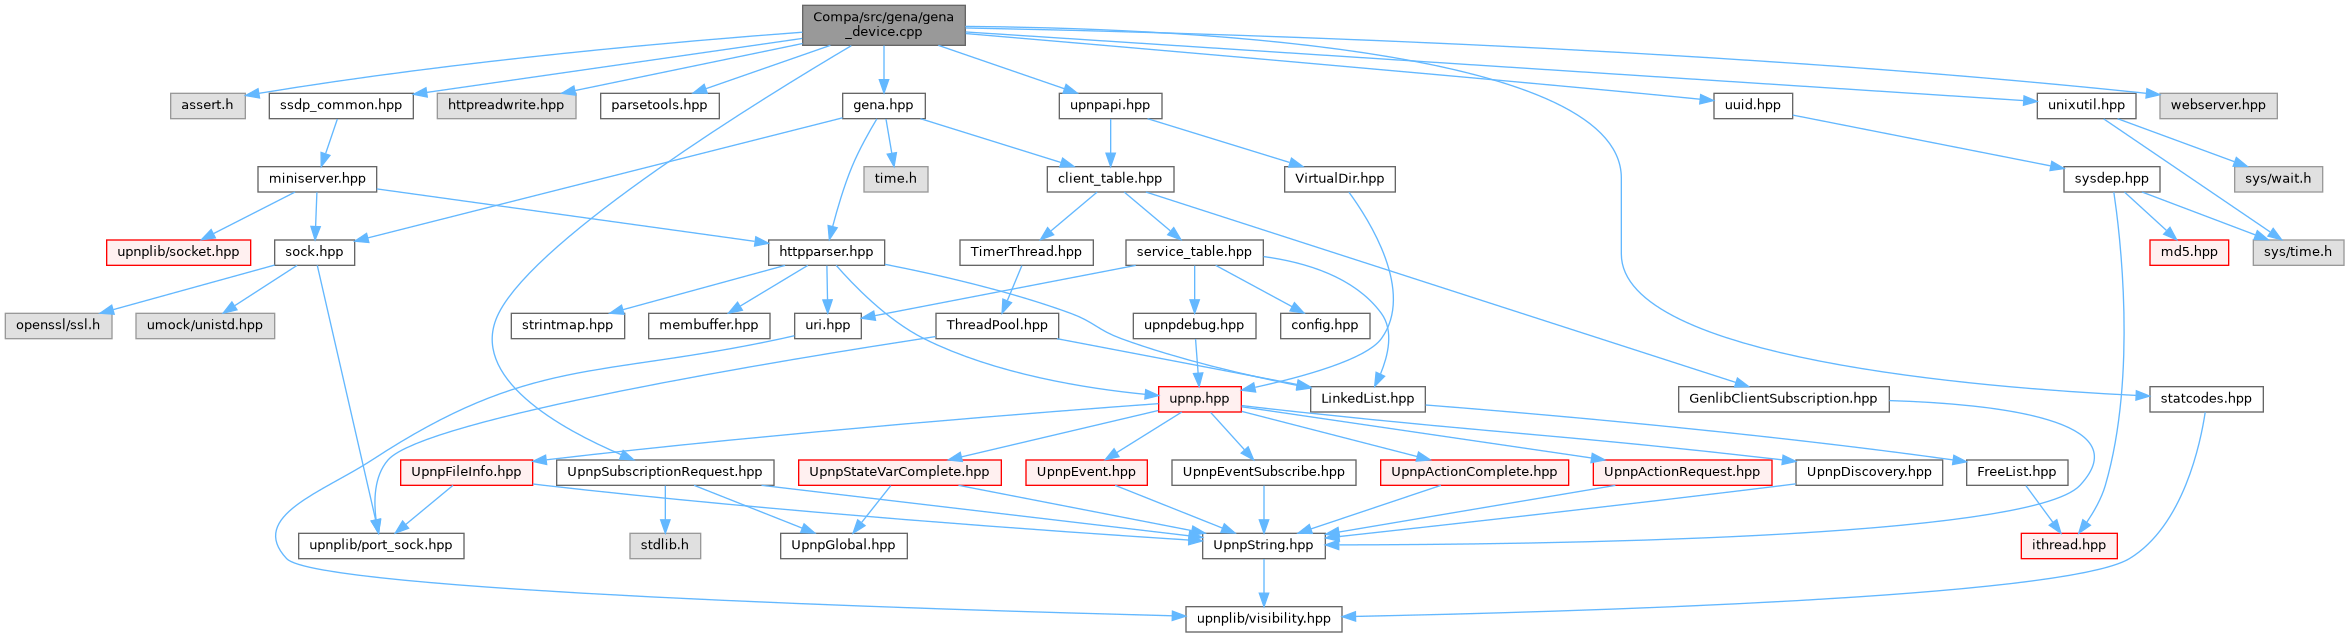 Compa/src/gena/gena
_device.cpp
assert.h
ssdp_common.hpp
httpreadwrite.hpp
parsetools.hpp
gena.hpp
upnpapi.hpp
uuid.hpp
unixutil.hpp
webserver.hpp
miniserver.hpp
time.h
client_table.hpp
VirtualDir.hpp
sysdep.hpp
sys/wait.h
upnplib/socket.hpp
sock.hpp
httpparser.hpp
TimerThread.hpp
service_table.hpp
md5.hpp
sys/time.h
openssl/ssl.h
umock/unistd.hpp
strintmap.hpp
membuffer.hpp
uri.hpp
ThreadPool.hpp
upnpdebug.hpp
config.hpp
upnp.hpp
LinkedList.hpp
GenlibClientSubscription.hpp
statcodes.hpp
UpnpFileInfo.hpp
UpnpSubscriptionRequest.hpp
UpnpStateVarComplete.hpp
UpnpEvent.hpp
UpnpEventSubscribe.hpp
UpnpActionComplete.hpp
UpnpActionRequest.hpp
UpnpDiscovery.hpp
FreeList.hpp
upnplib/port_sock.hpp
stdlib.h
UpnpGlobal.hpp
UpnpString.hpp
ithread.hpp
upnplib/visibility.hpp